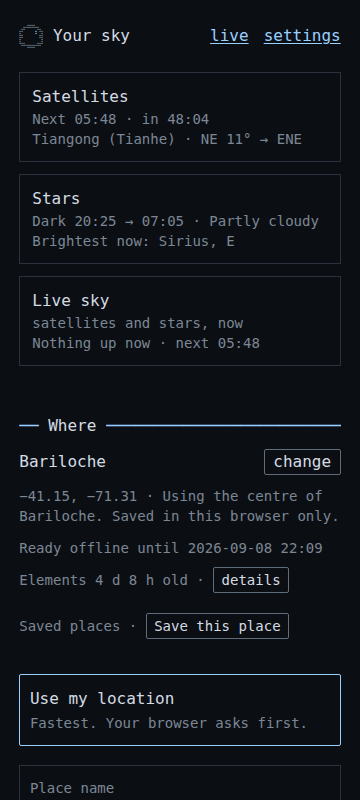 Your sky live settings
Satellites
Next 05:48 · in 48:04
Tiangong (Tianhe) · NE 11° → ENE
Stars
Dark 20:25 → 07:05 · Partly cloudy
Brightest now: Sirius, E
Live sky
satellites and stars, now
Nothing up now · next 05:48
Where
Bariloche change
−41.15, −71.31 · Using the centre of
Bariloche. Saved in this browser only.
Ready offline until 2026-09-08 22:09
Elements 4 d 8 h old · details
Saved places · Save this place
Use my location
Fastest. Your browser asks first.
Place name